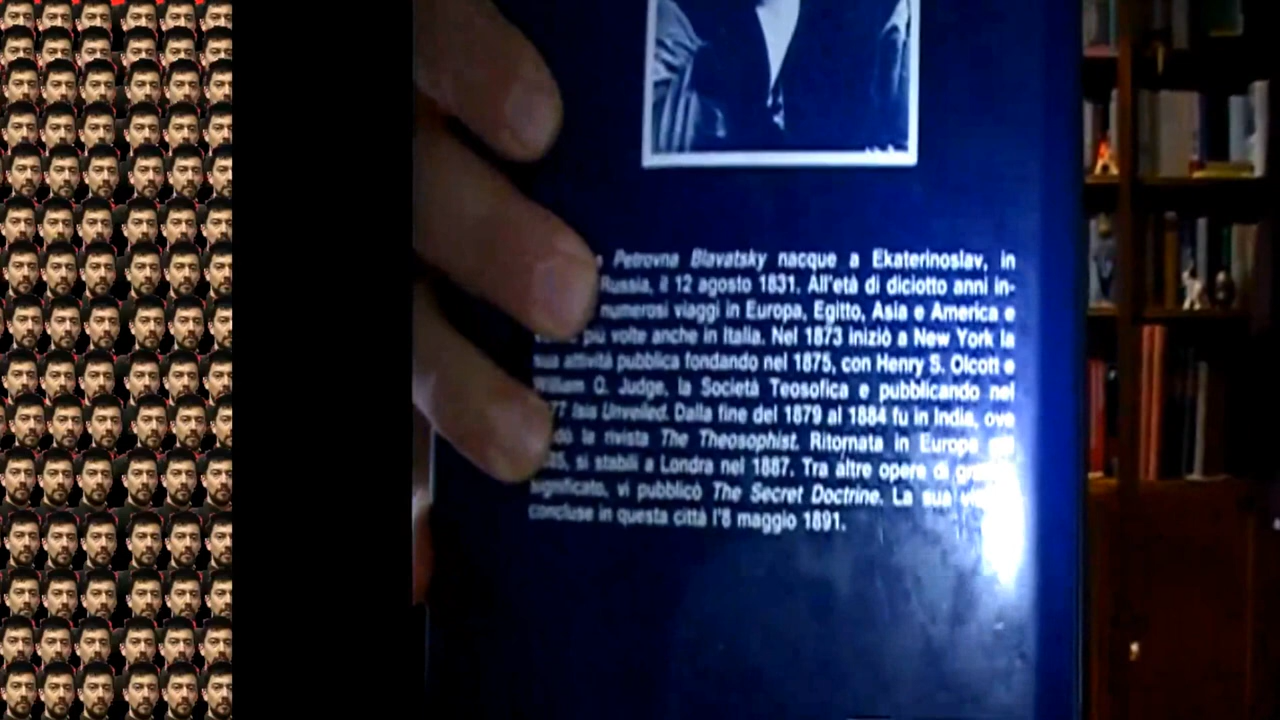 Petrovna Blavatsky nacque a Ekaterinoslav, in
Russia, il 12 agosto 1831. All'età di diciotto anni in-
numerosi viaggi in Europa, Egitto, Asia e America e
più volte anche in Italia. Nel 1873 iniziò a New York la
sua attività pubblica fondando nel 1875, con Henry S. Olcott e
William Q. Judge, la Società Teosofica e pubblicando nel
Isis Unveiled. Dalla fine del 1879 al 1884 fu in India, ove
la rivista The Theosophist. Ritornata in Europa
si stabilì a Londra nel 1887. Tra altre opere di
significato, vi pubblicò The Secret Doctrine. La sua
concluse in questa città l'8 maggio 1891.